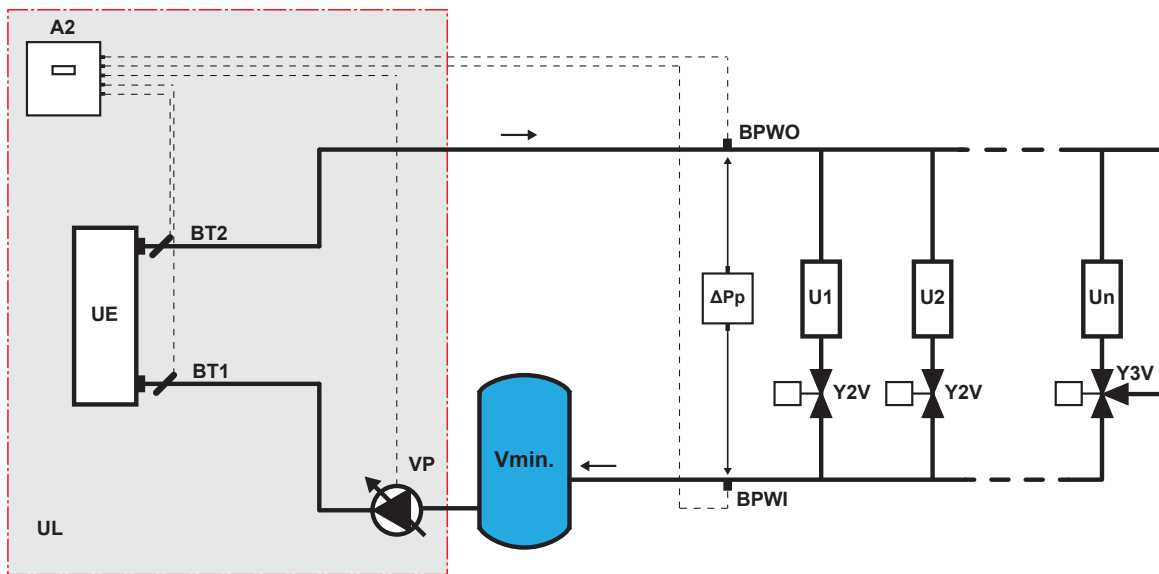 A2
BPWO
BT2
UE
ΔPp
U1
U2
Un
BT1
Y2V
Y2V
Y3V
Vmin.
VP
BPWI
UL